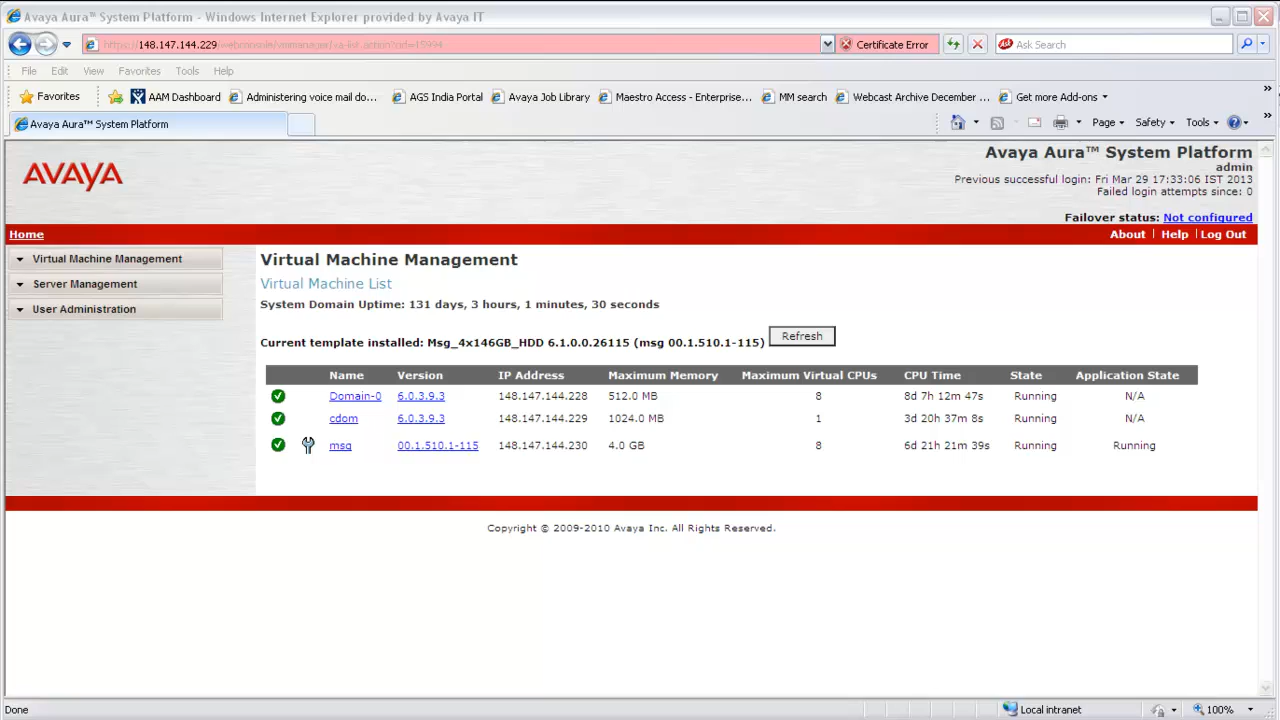 Avaya Aura™ System Platform - Windows Internet Explorer provided by Avaya IT
148.147.144.229
Certificate Error
Ask Search
File Edit View Favorites Tools Help
Favorites AAM Dashboard Administering voice mail do... AGS India Portal Avaya Job Library Maestro Access - Enterprise... MM search Webcast Archive December ... Get more Add-ons
Avaya Aura™ System Platform
Page Safety Tools
AVAYA
Avaya Aura™ System Platform
admin
Previous successful login: Fri Mar 29 17:33:06 IST 2013
Failed login attempts since: 0
Failover status: Not configured
Home
About Help Log Out
Virtual Machine Management
Server Management
User Administration
Virtual Machine Management
Virtual Machine List
System Domain Uptime: 131 days, 3 hours, 1 minutes, 30 seconds
Current template installed: Msg_4x146GB_HDD 6.1.0.0.26115 (msg 00.1.510.1-115) Refresh
Name Version IP Address Maximum Memory Maximum Virtual CPUs CPU Time State Application State
Domain-0 6.0.3.9.3 148.147.144.228 512.0 MB 8 8d 7h 12m 47s Running N/A
cdom 6.0.3.9.3 148.147.144.229 1024.0 MB 1 3d 20h 37m 8s Running N/A
msg 00.1.510.1-115 148.147.144.230 4.0 GB 8 6d 21h 21m 39s Running Running
Copyright © 2009-2010 Avaya Inc. All Rights Reserved.
Done
Local intranet
100%